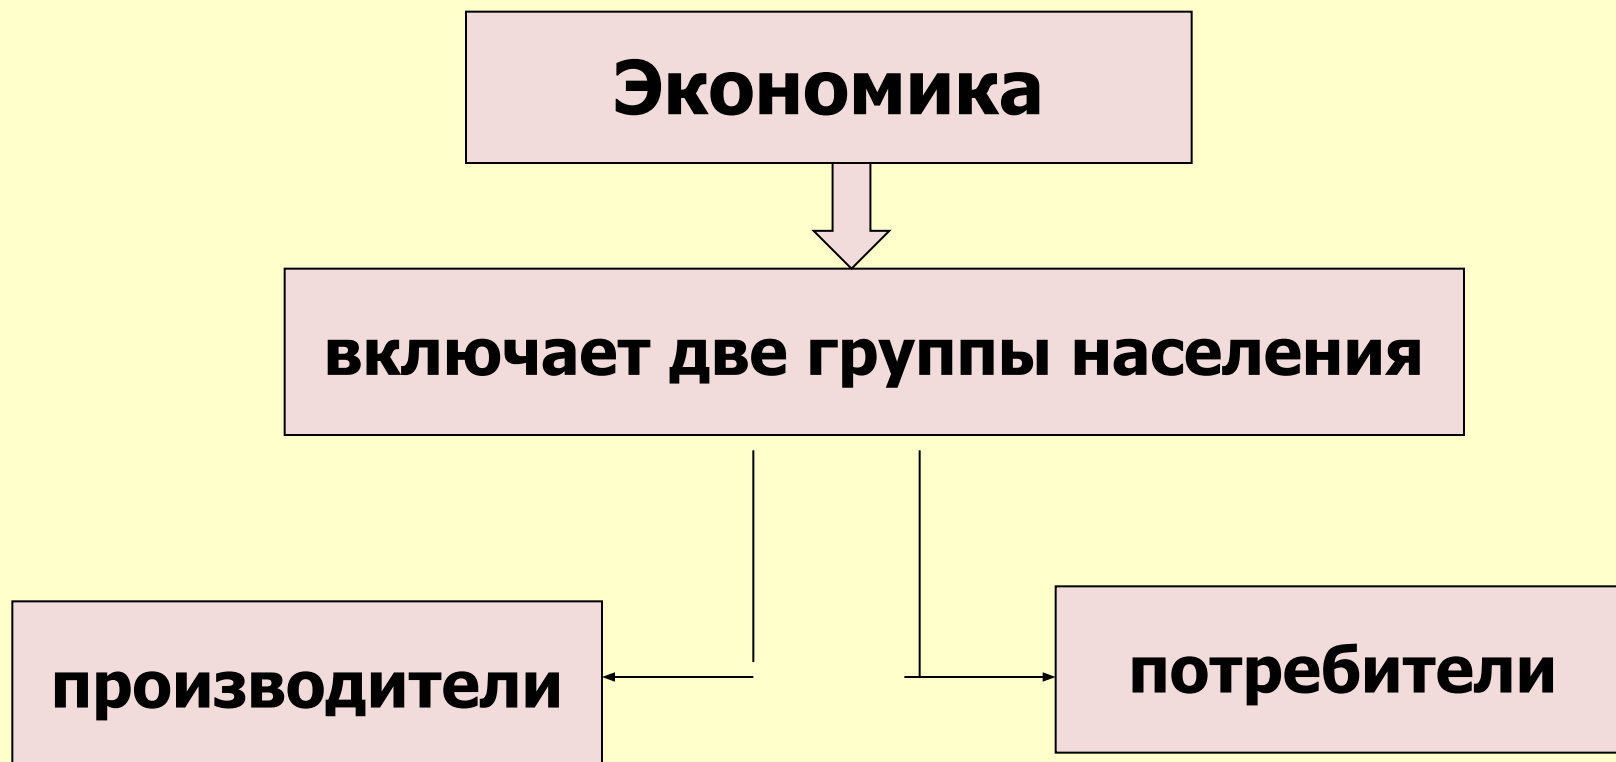 Экономика
включает две группы населения
производители
потребители